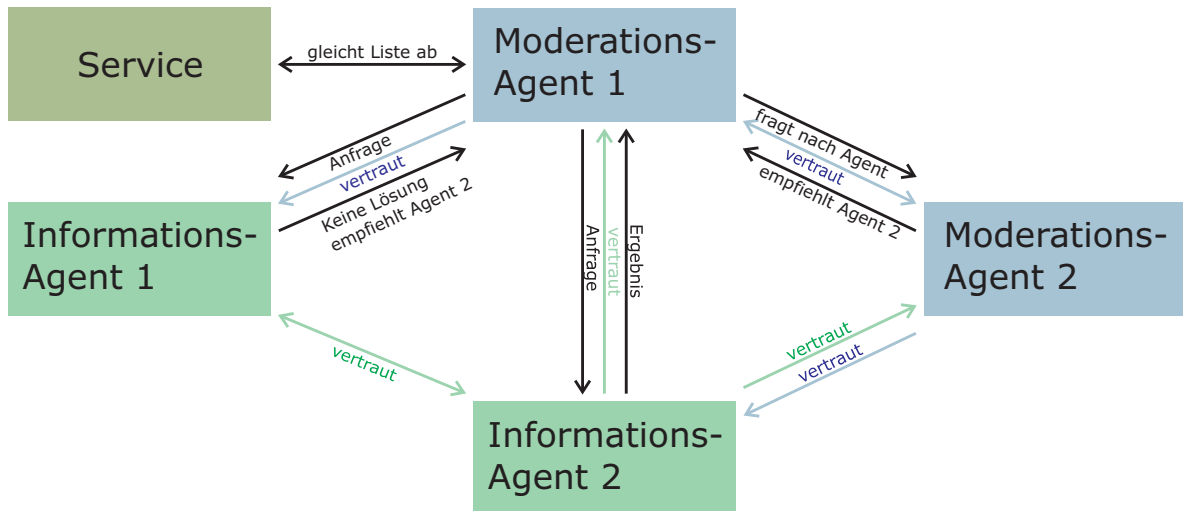 Service
gleicht Liste ab
Moderations-
Agent 1
Anfrage
vertraut
Keine Lösung
empfiehlt Agent 2
fragt nach Agent
vertraut
empfiehlt Agent 2
Informations-
Agent 1
Anfrage
vertraut
Ergebnis
Moderations-
Agent 2
vertraut
vertraut
vertraut
Informations-
Agent 2